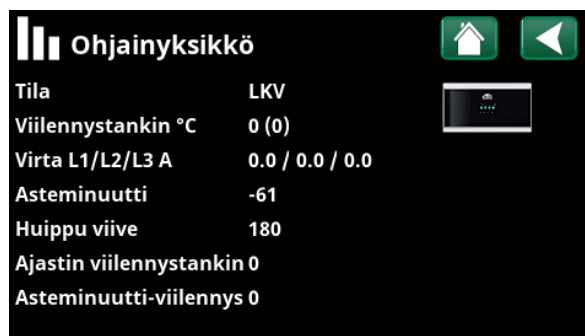 Ohjainyksikkö
Tila LKV
Viilennystankin °C 0 (0)
Virta L1/L2/L3 A 0.0 / 0.0 / 0.0
Asteminuutti -61
Huippu viive 180
Ajastin viilennystankin 0
Asteminuutti-viilennys 0